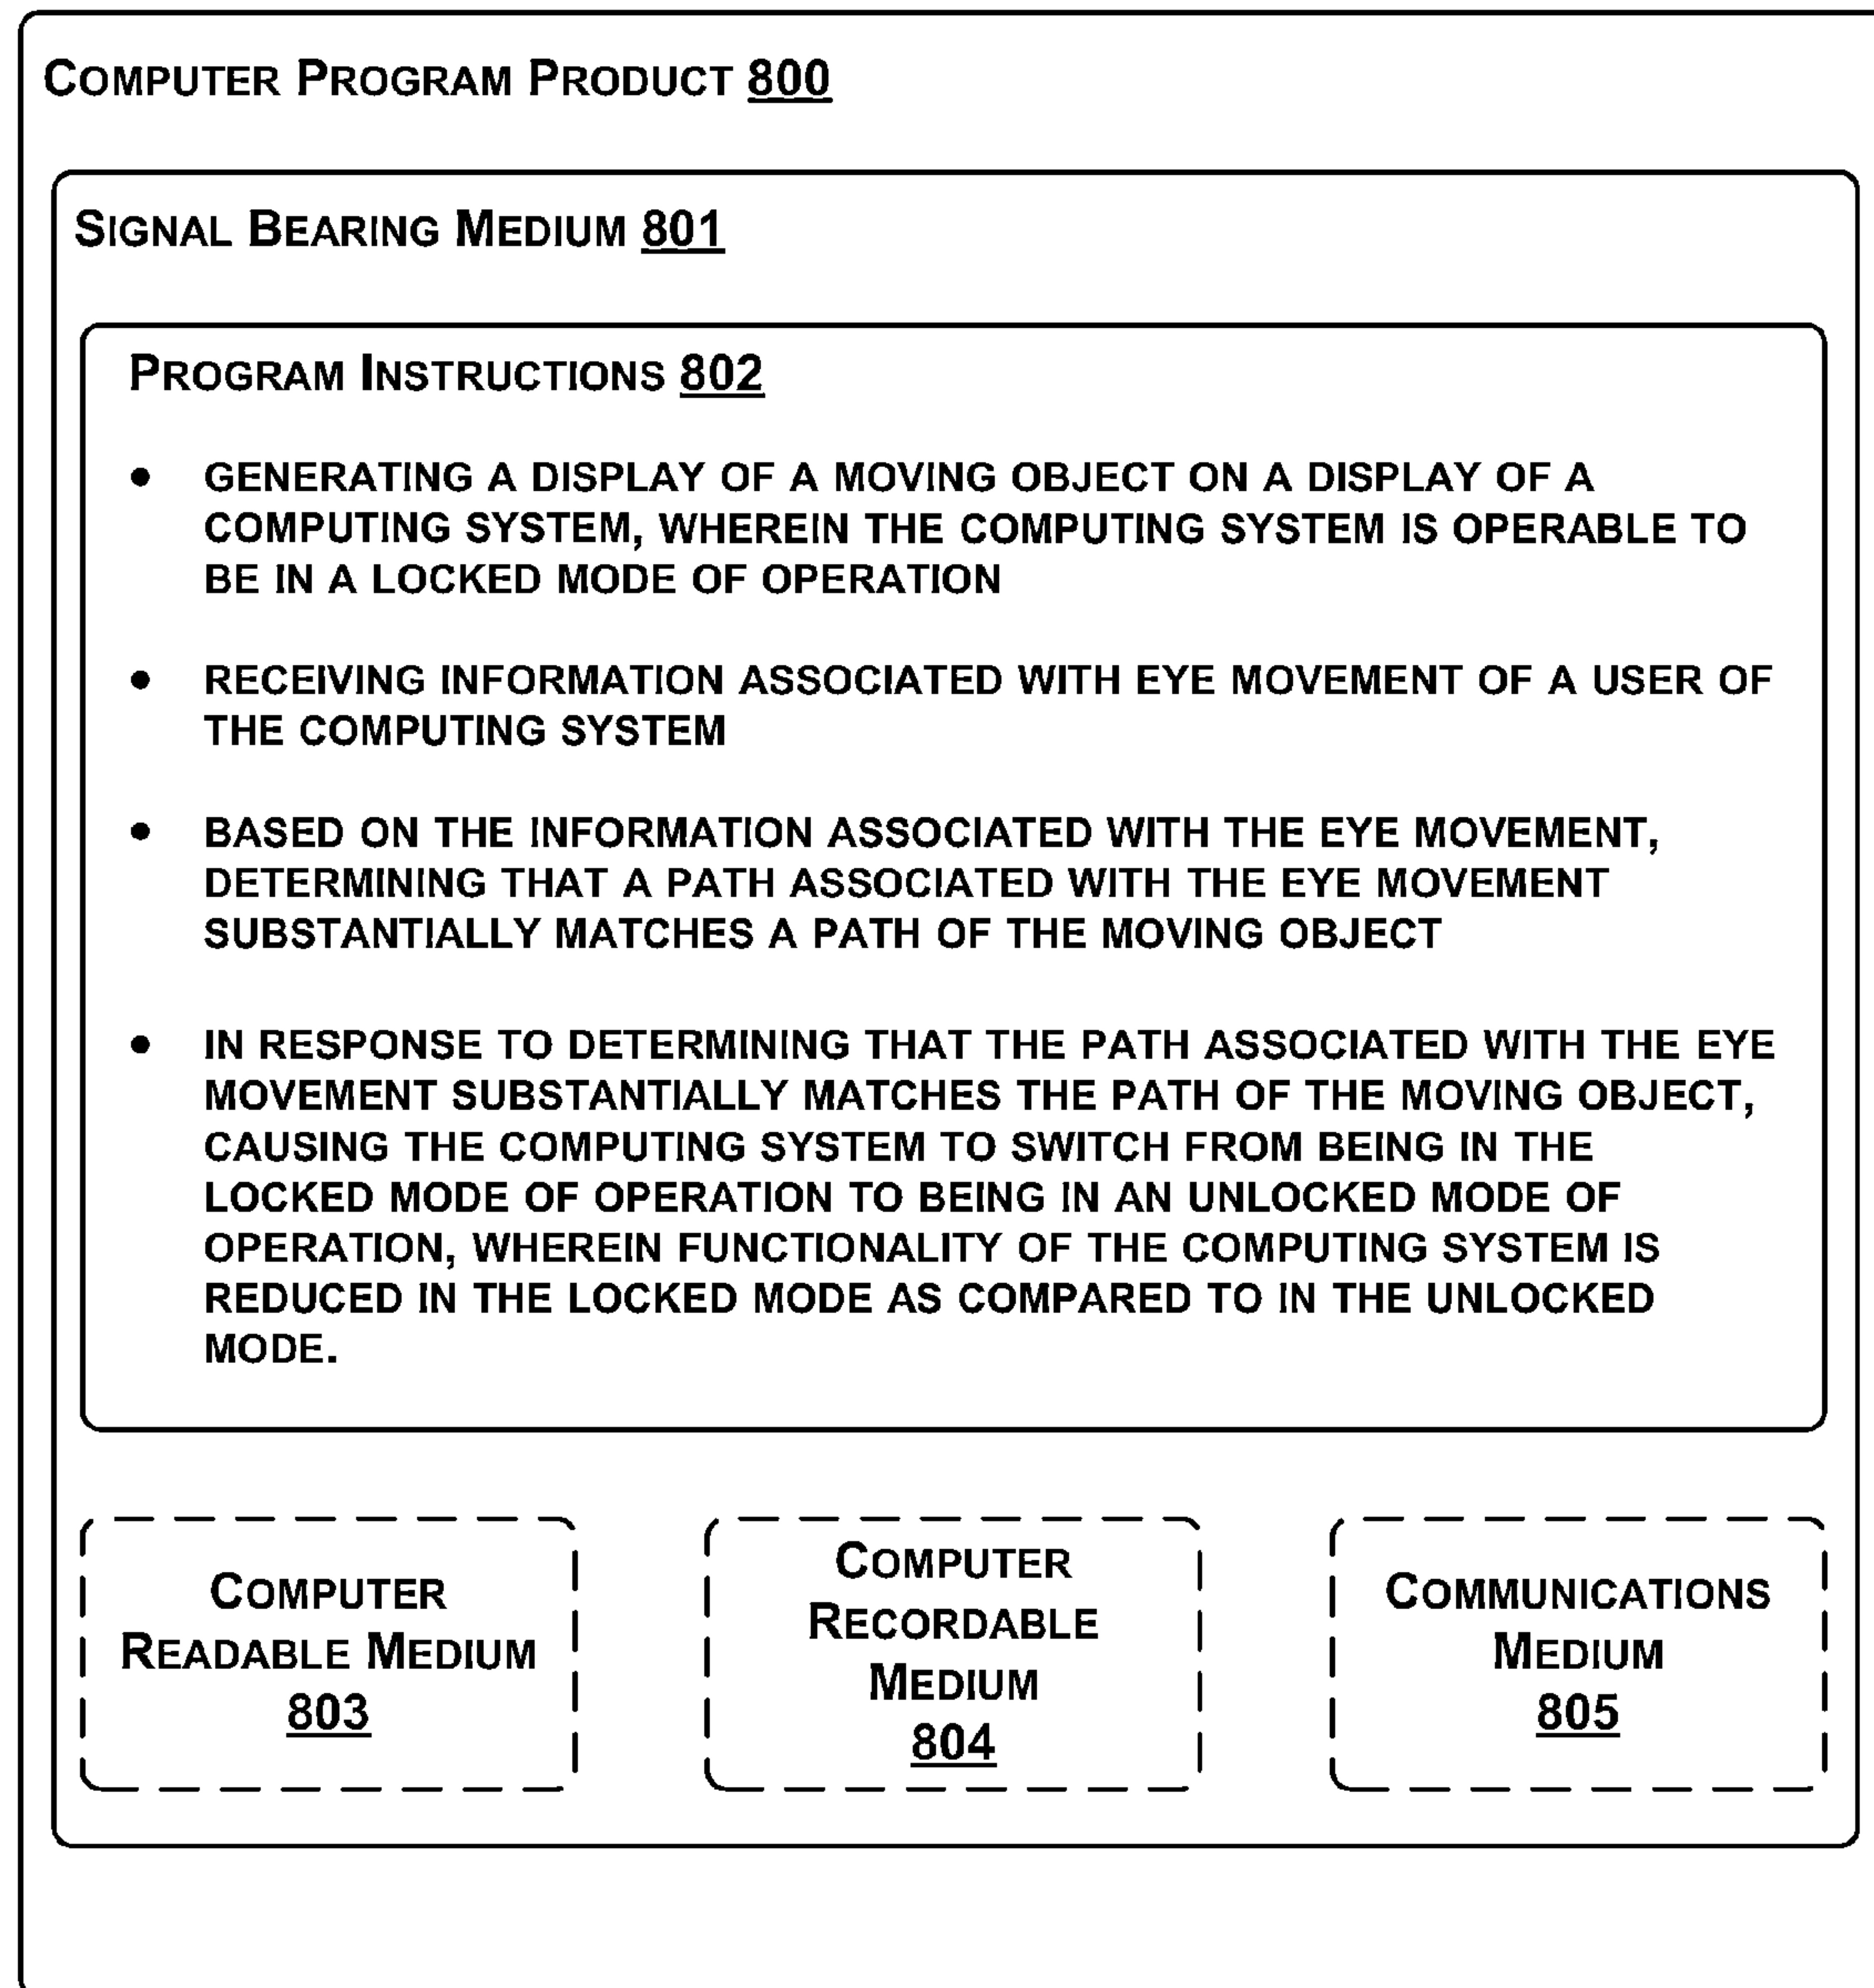 COMPUTER PROGRAM PRODUCT 800
SIGNAL BEARING MEDIUM 801
PROGRAM INSTRUCTIONS 802
• GENERATING A DISPLAY OF A MOVING OBJECT ON A DISPLAY OF A
COMPUTING SYSTEM, WHEREIN THE COMPUTING SYSTEM IS OPERABLE TO
BE IN A LOCKED MODE OF OPERATION
• RECEIVING INFORMATION ASSOCIATED WITH EYE MOVEMENT OF A USER OF
THE COMPUTING SYSTEM
• BASED ON THE INFORMATION ASSOCIATED WITH THE EYE MOVEMENT,
DETERMINING THAT A PATH ASSOCIATED WITH THE EYE MOVEMENT
SUBSTANTIALLY MATCHES A PATH OF THE MOVING OBJECT
• IN RESPONSE TO DETERMINING THAT THE PATH ASSOCIATED WITH THE EYE
MOVEMENT SUBSTANTIALLY MATCHES THE PATH OF THE MOVING OBJECT,
CAUSING THE COMPUTING SYSTEM TO SWITCH FROM BEING IN THE
LOCKED MODE OF OPERATION TO BEING IN AN UNLOCKED MODE OF
OPERATION, WHEREIN FUNCTIONALITY OF THE COMPUTING SYSTEM IS
REDUCED IN THE LOCKED MODE AS COMPARED TO IN THE UNLOCKED
MODE.
COMPUTER
READABLE MEDIUM
803
COMPUTER
RECORDABLE
MEDIUM
804
COMMUNICATIONS
MEDIUM
805